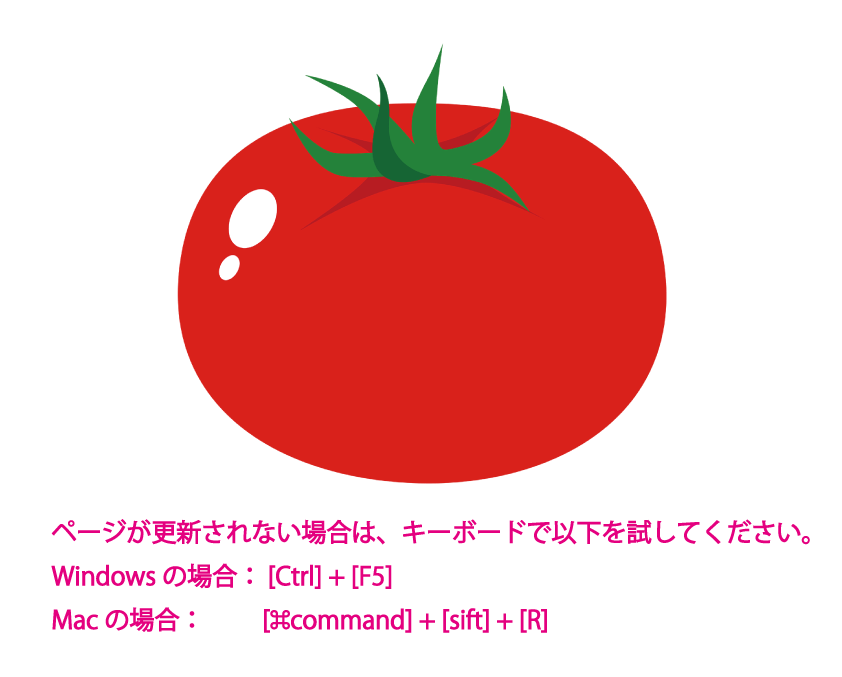 ページが更新されない場合は、キーボードで以下を試してください。
Windows の場合： [Ctrl] + [F5]
Mac の場合： [⌘command] + [sift] + [R]